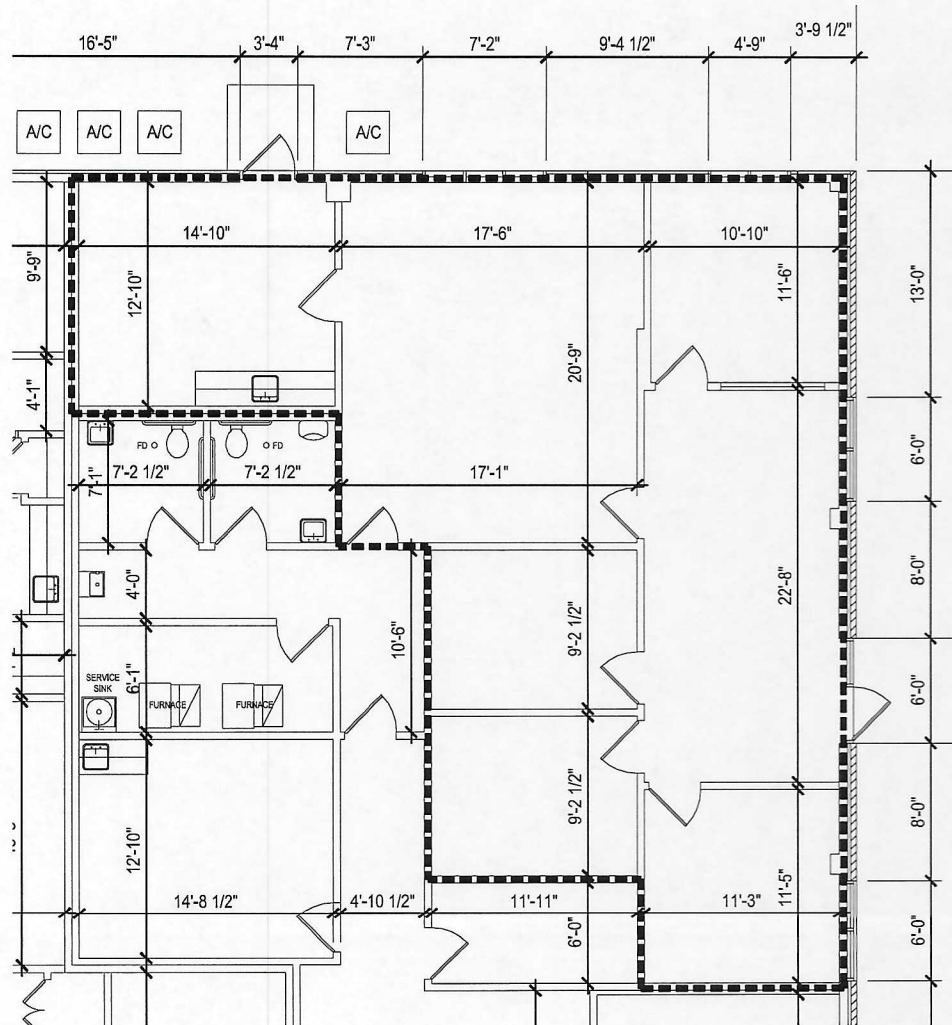 16'-5" 3'-4" 7'-3" 7'-2" 9'-4 1/2" 4'-9" 3'-9 1/2"
A/C A/C A/C A/C
14'-10" 17'-6" 10'-10"
9'-9"
12'-10"
11'-6"
13'-0"
20'-9"
4'-1"
FD FD
7'-1"
7'-2 1/2" 7'-2 1/2" 17'-1"
6'-0"
8'-0"
4'-0"
22'-8"
10'-6"
9'-2 1/2"
SERVICE
SINK
6'-1"
FURNACE FURNACE
6'-0"
9'-2 1/2"
8'-0"
12'-10"
14'-8 1/2" 4'-10 1/2" 11'-11" 11'-3"
11'-5"
6'-0"
6'-0"